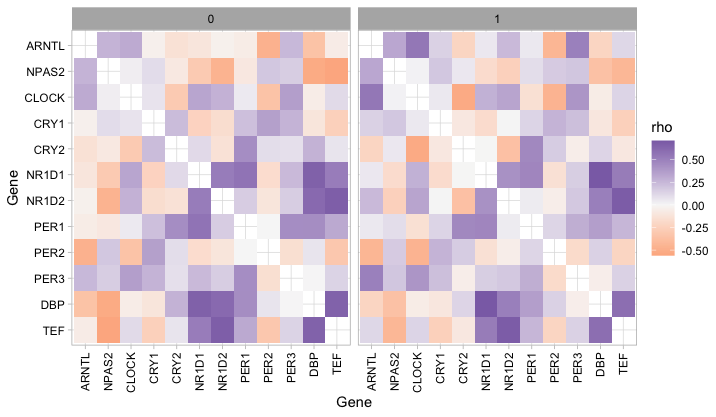 0 1
ARNTL
NPAS2
CLOCK
CRY1
CRY2
NR1D1
NR1D2
PER1
PER2
PER3
DBP
TEF
Gene
ARNTL NPAS2 CLOCK CRY1 CRY2 NR1D1 NR1D2 PER1 PER2 PER3 DBP TEF
ARNTL NPAS2 CLOCK CRY1 CRY2 NR1D1 NR1D2 PER1 PER2 PER3 DBP TEF
Gene
rho
0.50
0.25
0.00
-0.25
-0.50